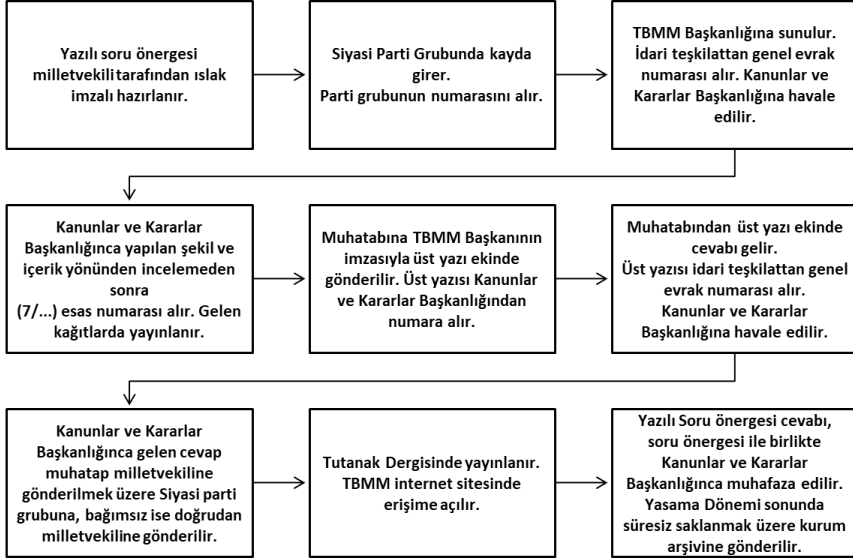 Yazılı soru önergesi
milletvekili tarafından ıslak
imzalı hazırlanır.
Siyasi Parti Grubunda kayda
girer.
Parti grubunun numarasını alır.
TBMM Başkanlığına sunulur.
İdari teşkilattan genel evrak
numarası alır. Kanunlar ve
Kararlar Başkanlığına havale
edilir.
Kanunlar ve Kararlar
Başkanlığınca yapılan şekil ve
içerik yönünden incelemeden
sonra
(7/...) esas numarası alır. Gelen
kağıtlarda yayınlanır.
Muhatabına TBMM Başkanının
imzasıyla üst yazı ekinde
gönderilir. Üst yazısı Kanunlar
ve Kararlar Başkanlığından
numara alır.
Muhatabından üst yazı ekinde
cevabı gelir.
Üst yazısı idari teşkilattan genel
evrak numarası alır.
Kanunlar ve Kararlar
Başkanlığına havale edilir.
Kanunlar ve Kararlar
Başkanlığınca gelen cevap
muhatap milletvekiline
gönderilmek üzere Siyasi parti
grubuna, bağımsız ise doğrudan
milletvekiline gönderilir.
Tutanak Dergisinde yayınlanır.
TBMM internet sitesinde
erişime açılır.
Yazılı Soru önergesi cevabı,
soru önergesi ile birlikte
Kanunlar ve Kararlar
Başkanlığınca muhafaza edilir.
Yasama Dönemi sonunda
süresiz saklanmak üzere kurum
arşivine gönderilir.